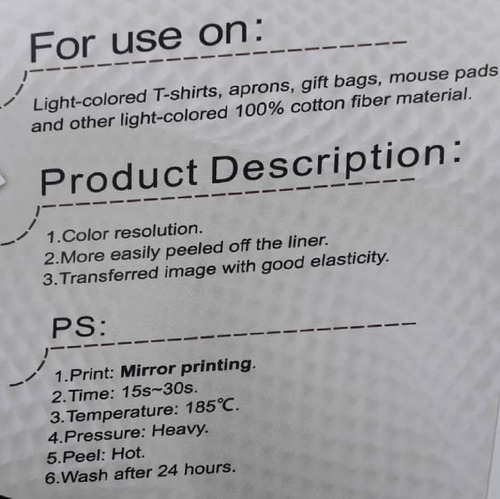 For use on:
Light-colored T-shirts, aprons, gift bags, mouse pads
and other light-colored 100% cotton fiber material.
Product Description:
1.Color resolution.
2.More easily peeled off the liner.
3.Transferred image with good elasticity.
PS:
1.Print: Mirror printing.
2.Time: 15s~30s.
3.Temperature: 185℃.
4.Pressure: Heavy.
5.Peel: Hot.
6.Wash after 24 hours.